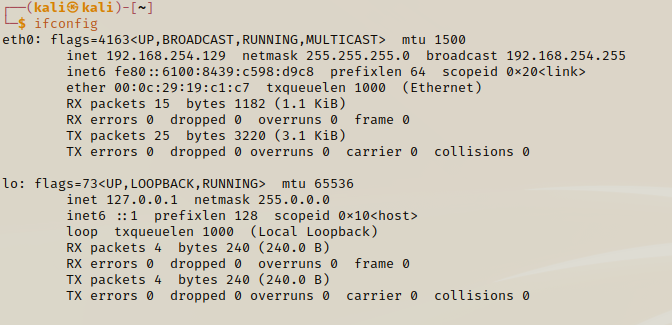 ┌──(kali㉿kali)-[~]
└─$ ifconfig
eth0: flags=4163<UP,BROADCAST,RUNNING,MULTICAST>  mtu 1500
        inet 192.168.254.129  netmask 255.255.255.0  broadcast 192.168.254.255
        inet6 fe80::6100:8439:c598:d9c8  prefixlen 64  scopeid 0×20<link>
        ether 00:0c:29:19:c1:c7  txqueuelen 1000  (Ethernet)
        RX packets 15  bytes 1182 (1.1 KiB)
        RX errors 0  dropped 0  overruns 0  frame 0
        TX packets 25  bytes 3220 (3.1 KiB)
        TX errors 0  dropped 0 overruns 0  carrier 0  collisions 0

lo: flags=73<UP,LOOPBACK,RUNNING>  mtu 65536
        inet 127.0.0.1  netmask 255.0.0.0
        inet6 ::1  prefixlen 128  scopeid 0×10<host>
        loop  txqueuelen 1000  (Local Loopback)
        RX packets 4  bytes 240 (240.0 B)
        RX errors 0  dropped 0  overruns 0  frame 0
        TX packets 4  bytes 240 (240.0 B)
        TX errors 0  dropped 0 overruns 0  carrier 0  collisions 0